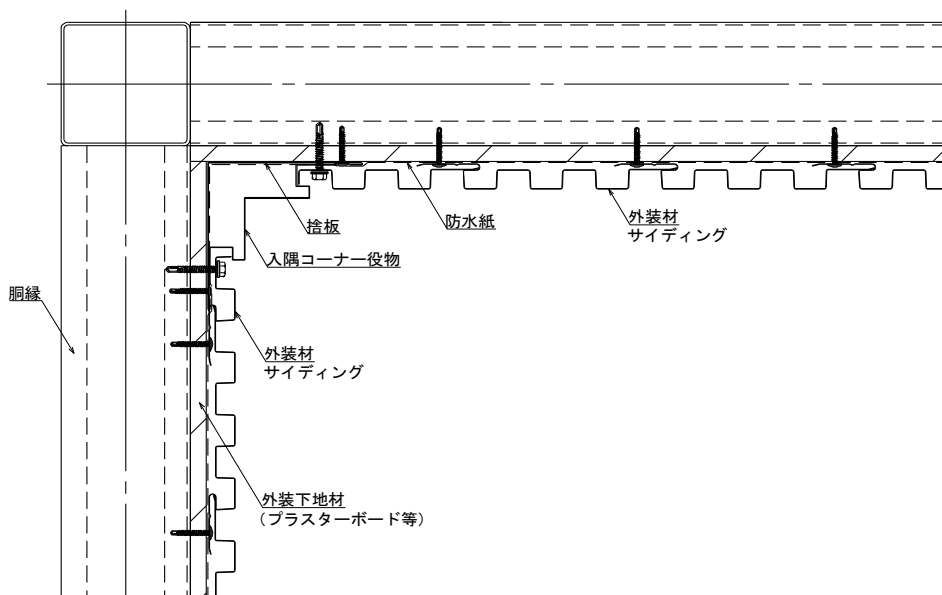 捨板
防水紙
外装材
サイディング
入隅コーナー役物
胴縁
外装材
サイディング
外装下地材
（プラスターボード等）